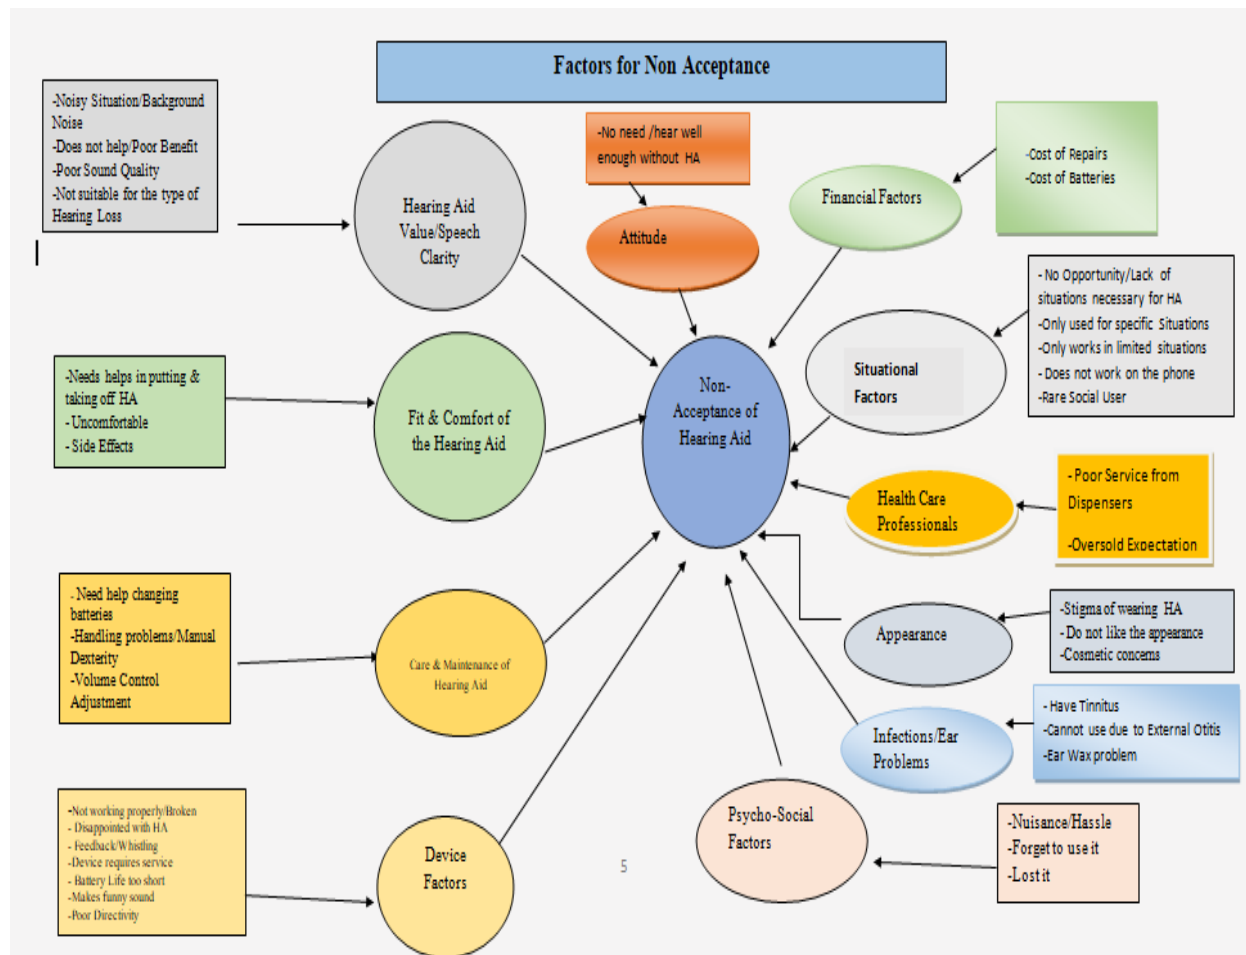 Factors for Non Acceptance
-Noisy Situation/Background
Noise
-Does not help/Poor Benefit
-Poor Sound Quality
-Not suitable for the type of
Hearing Loss
Hearing Aid
Value/Speech
Clarity
-No need /hear well
enough without HA
Attitude
Financial Factors
-Cost of Repairs
-Cost of Batteries
- No Opportunity/Lack of
situations necessary for HA
-Only used for specific Situations
-Only works in limited situations
- Does not work on the phone
-Rare Social User
Situational
Factors
Non-
Acceptance of
Hearing Aid
-Needs helps in putting &
taking off HA
- Uncomfortable
- Side Effects
Fit & Comfort of
the Hearing Aid
Health Care
Professionals
- Poor Service from
Dispensers
-Oversold Expectation
- Need help changing
batteries
-Handling problems/Manual
Dexterity
-Volume Control
Adjustment
Care & Maintenance of
Hearing Aid
Appearance
-Stigma of wearing HA
- Do not like the appearance
-Cosmetic concerns
Infections/Ear
Problems
- Have Tinnitus
-Cannot use due to External Otitis
-Ear Wax problem
-Not working properly/Broken
- Disappointed with HA
- Feedback/Whistling
-Device requires service
- Battery Life too short
-Makes funny sound
-Poor Directivity
Device
Factors
Psycho-Social
Factors
-Nuisance/Hassle
-Forget to use it
-Lost it
5